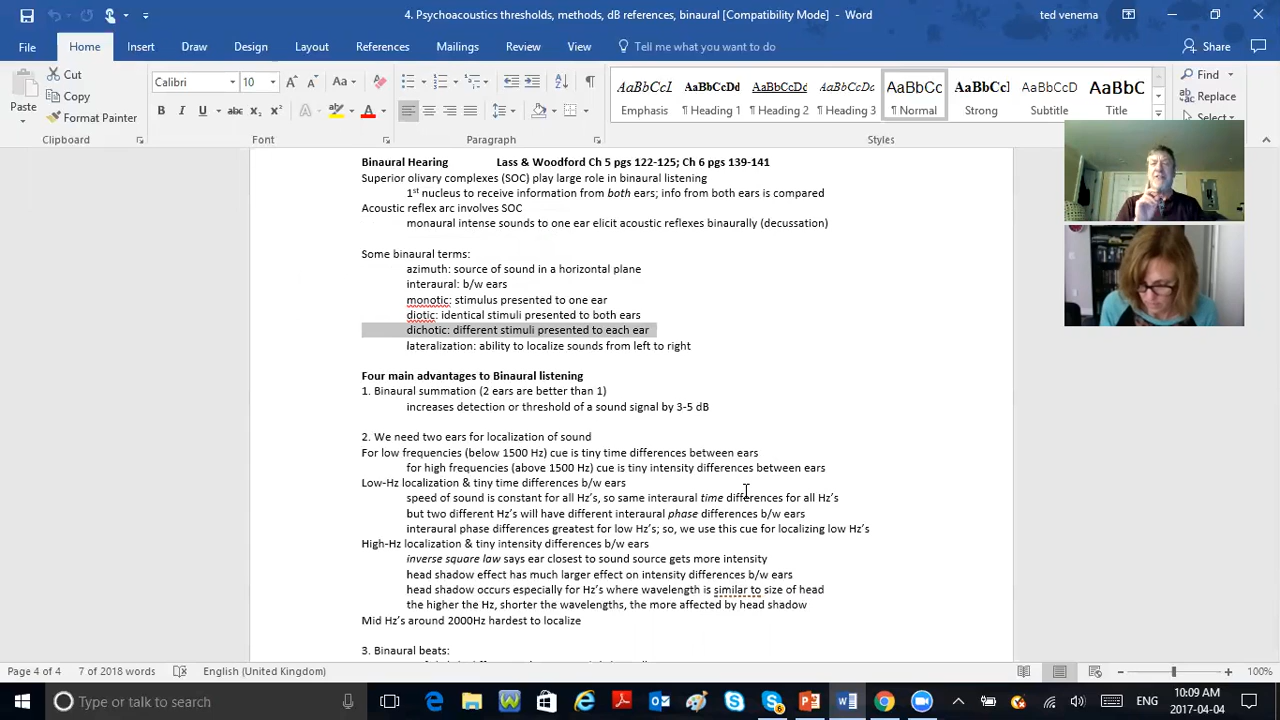 4. Psychoacoustics thresholds, methods, dB references, binaural [Compatibility Mode] - Word
ted venema
File Home Insert Draw Design Layout References Mailings Review View Tell me what you want to do Share
Cut
Copy
Format Painter
Paste
Clipboard
Calibri 10
Aa
B I U abc x₂ x²
Font
Paragraph
AaBbCcL AaBbCcDd AaBbCcDd AaBbCcDd AaBbCc AaBbCc AaBbCcD AaBbC
Emphasis ¶ Heading 1 ¶ Heading 2 ¶ Heading 3 ¶ Normal Strong Subtitle Title
Styles
Find
Replace
Select
Binaural Hearing Lass & Woodford Ch 5 pgs 122-125; Ch 6 pgs 139-141
Superior olivary complexes (SOC) play large role in binaural listening
1st nucleus to receive information from both ears; info from both ears is compared
Acoustic reflex arc involves SOC
monaural intense sounds to one ear elicit acoustic reflexes binaurally (decussation)
Some binaural terms:
azimuth: source of sound in a horizontal plane
interaural: b/w ears
monotic: stimulus presented to one ear
diotic: identical stimuli presented to both ears
dichotic: different stimuli presented to each ear
lateralization: ability to localize sounds from left to right
Four main advantages to Binaural listening
1. Binaural summation (2 ears are better than 1)
increases detection or threshold of a sound signal by 3-5 dB
2. We need two ears for localization of sound
For low frequencies (below 1500 Hz) cue is tiny time differences between ears
for high frequencies (above 1500 Hz) cue is tiny intensity differences between ears
Low-Hz localization & tiny time differences b/w ears
speed of sound is constant for all Hz's, so same interaural time differences for all Hz's
but two different Hz's will have different interaural phase differences b/w ears
interaural phase differences greatest for low Hz's; so, we use this cue for localizing low Hz's
High-Hz localization & tiny intensity differences b/w ears
inverse square law says ear closest to sound source gets more intensity
head shadow effect has much larger effect on intensity differences b/w ears
head shadow occurs especially for Hz's where wavelength is similar to size of head
the higher the Hz, shorter the wavelengths, the more affected by head shadow
Mid Hz's around 2000Hz hardest to localize
3. Binaural beats:
Page 4 of 4 7 of 2018 words English (United Kingdom) 100%
Type here to search
ENG
10:09 AM
2017-04-04